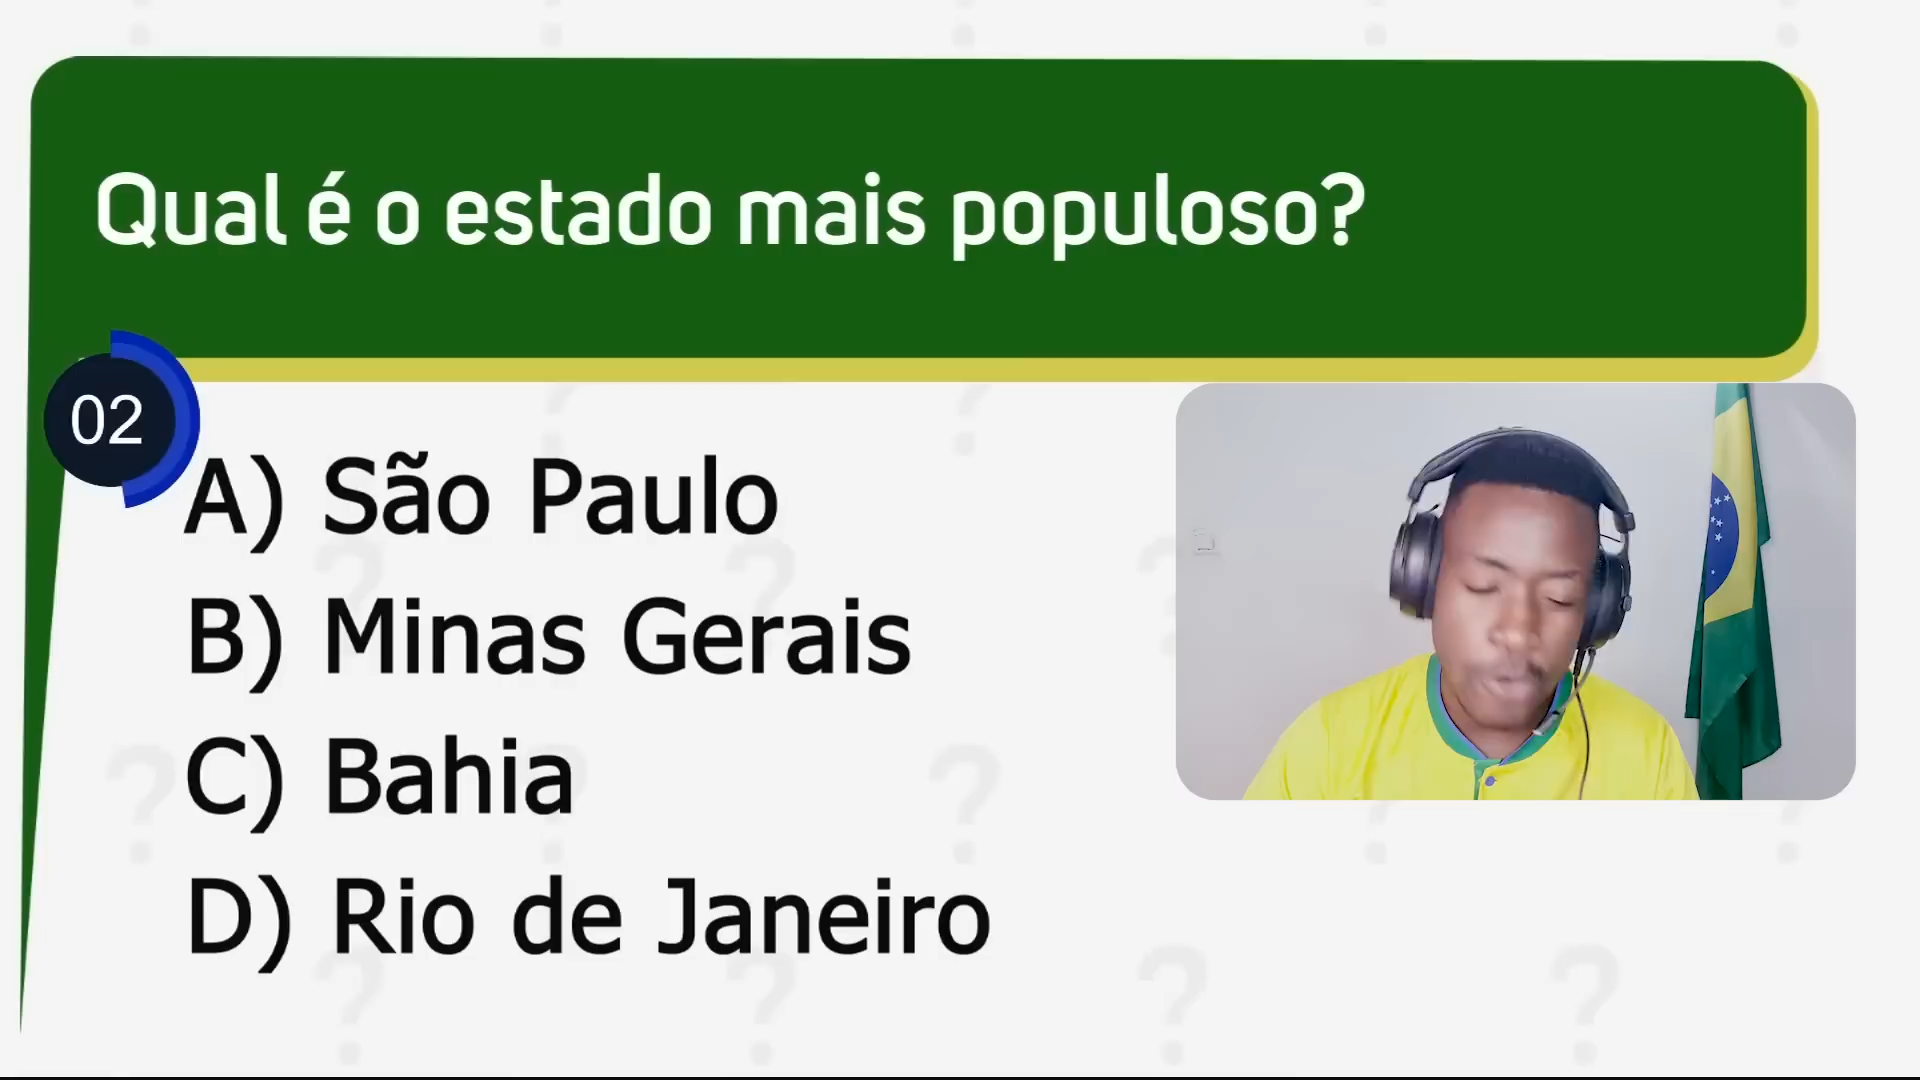 Qual é o estado mais populoso?
02
A) São Paulo
B) Minas Gerais
C) Bahia
D) Rio de Janeiro